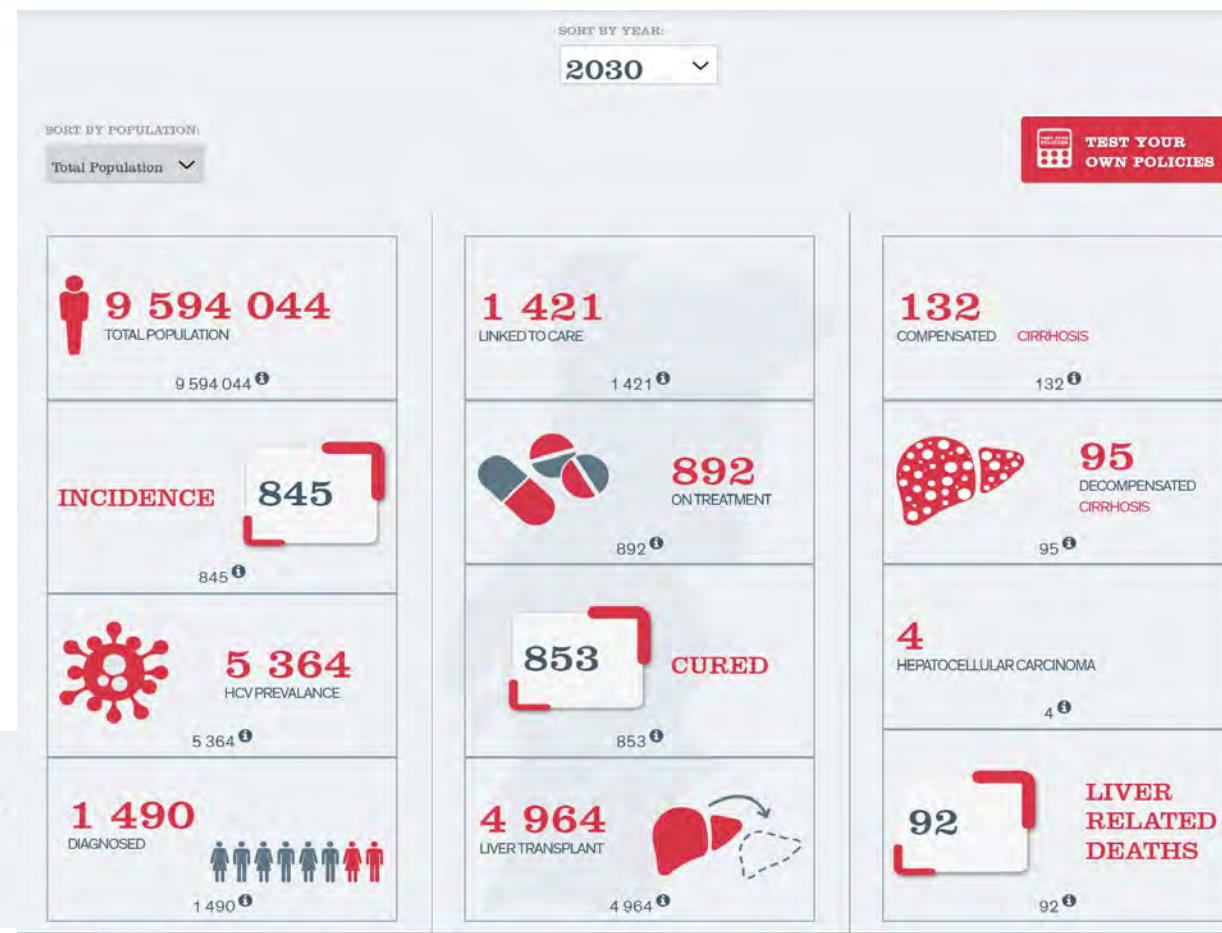 SORT BY YEAR:
2030
SORT BY POPULATION:
Total Population
TEST YOUR
OWN POLICIES
9 594 044
TOTAL POPULATION
9 594 044
INCIDENCE
845
845
5 364
HCV PREVALANCE
5 364
1 490
DIAGNOSED
1 490
1 421
LINKED TO CARE
1 421
892
ON TREATMENT
892
853
CURED
853
4 964
LIVER TRANSPLANT
4 964
132
COMPENSATED CIRRHOSIS
132
95
DECOMPENSATED
CIRRHOSIS
95
4
HEPATOCELLULAR CARCINOMA
4
92
LIVER
RELATED
DEATHS
92